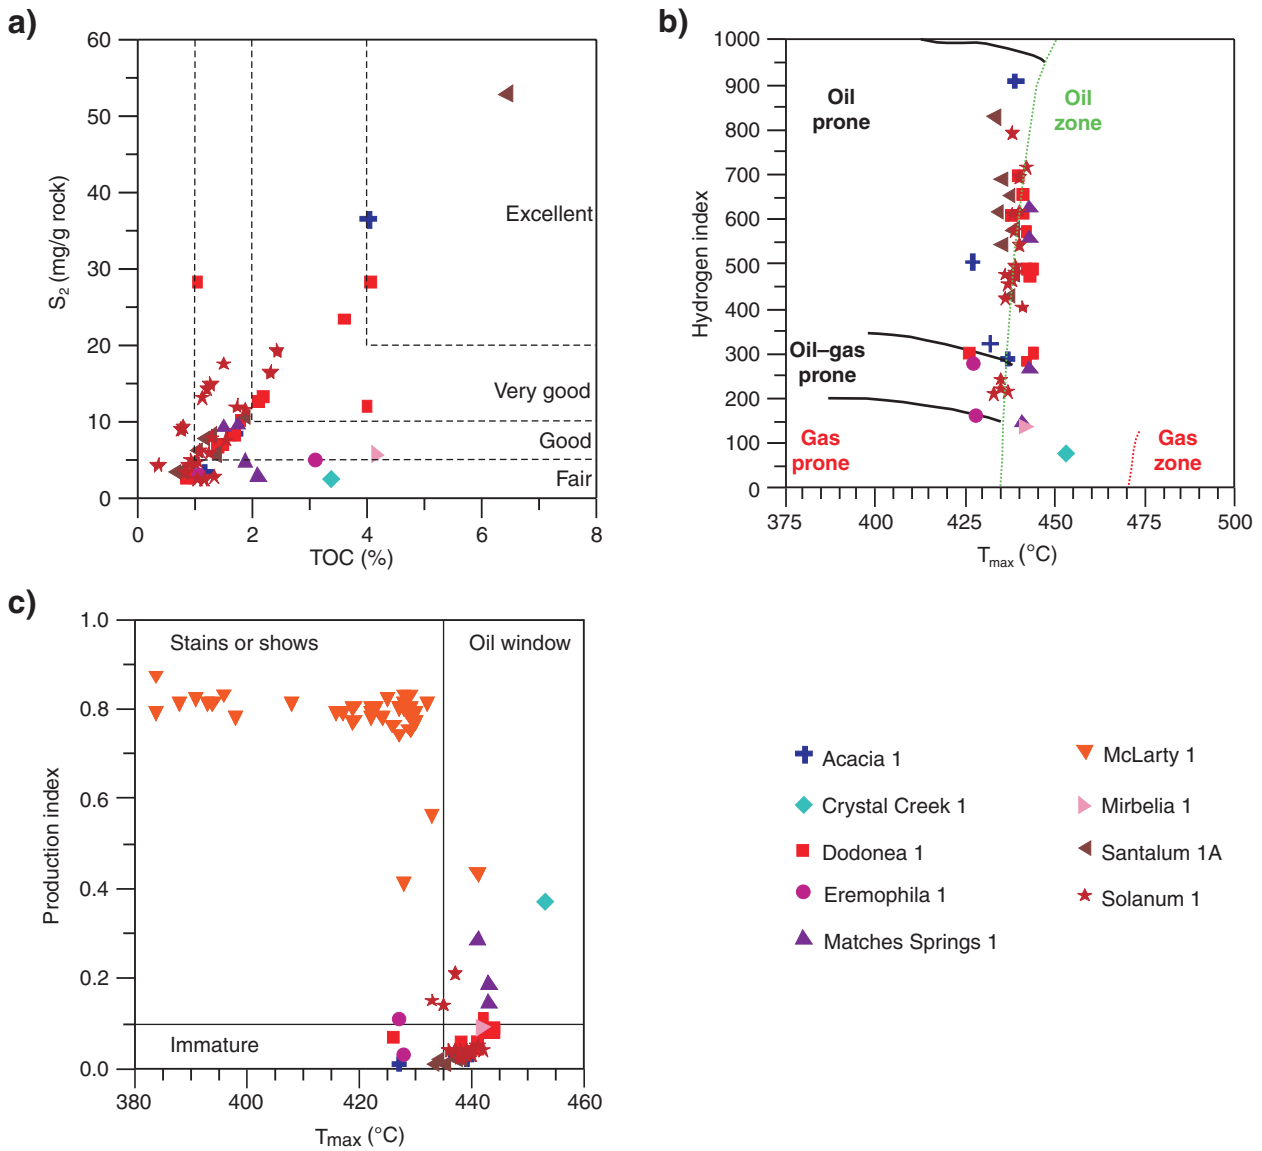 a)
60
50
40
30
20
10
0
S2 (mg/g rock)
Excellent
Very good
Good
Fair
0
2
4
6
8
TOC (%)
b)
1000
900
800
700
600
500
400
300
200
100
0
Hydrogen index
Oil
prone
Oil
zone
Oil–gas
prone
Gas
prone
Gas
zone
375
400
425
450
475
500
Tmax (°C)
c)
1.0
0.8
0.6
0.4
0.2
0.0
Production index
Stains or shows
Oil window
Immature
380
400
420
440
460
Tmax (°C)
Acacia 1
Crystal Creek 1
Dodonea 1
Eremophila 1
Matches Springs 1
McLarty 1
Mirbelia 1
Santalum 1A
Solanum 1